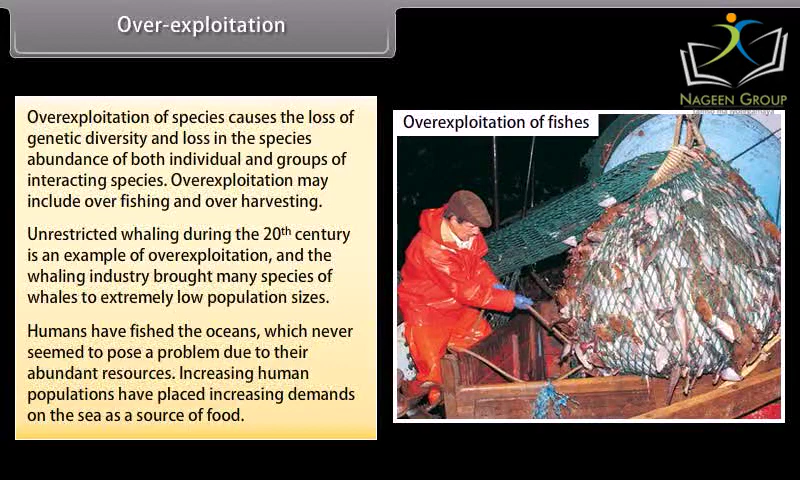 Over-exploitation
NAGEEN GROUP
Overexploitation of species causes the loss of
genetic diversity and loss in the species
abundance of both individual and groups of
interacting species. Overexploitation may
include over fishing and over harvesting.
Unrestricted whaling during the 20th century
is an example of overexploitation, and the
whaling industry brought many species of
whales to extremely low population sizes.
Humans have fished the oceans, which never
seemed to pose a problem due to their
abundant resources. Increasing human
populations have placed increasing demands
on the sea as a source of food.
Overexploitation of fishes